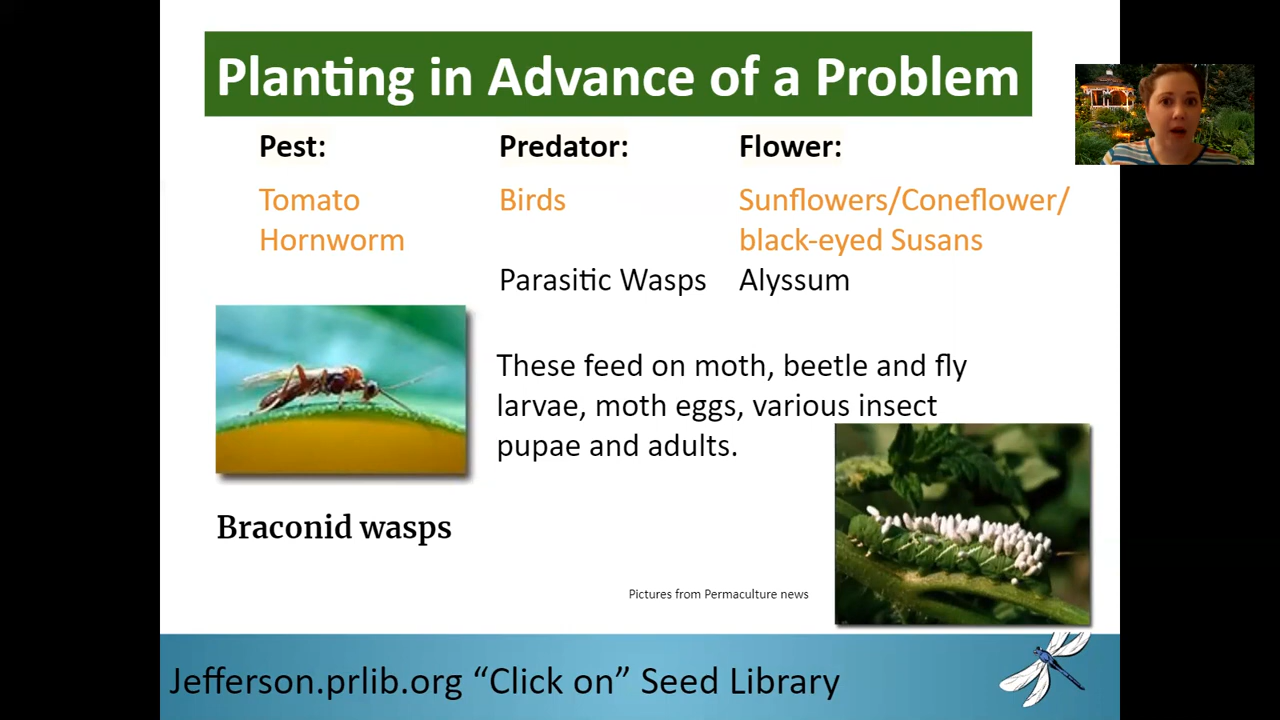 Planting in Advance of a Problem
Pest:
Predator:
Flower:
Tomato
Hornworm
Birds
Sunflowers/Coneflower/
black-eyed Susans
Parasitic Wasps
Alyssum
These feed on moth, beetle and fly
larvae, moth eggs, various insect
pupae and adults.
Braconid wasps
Pictures from Permaculture news
Jefferson.prlib.org “Click on” Seed Library